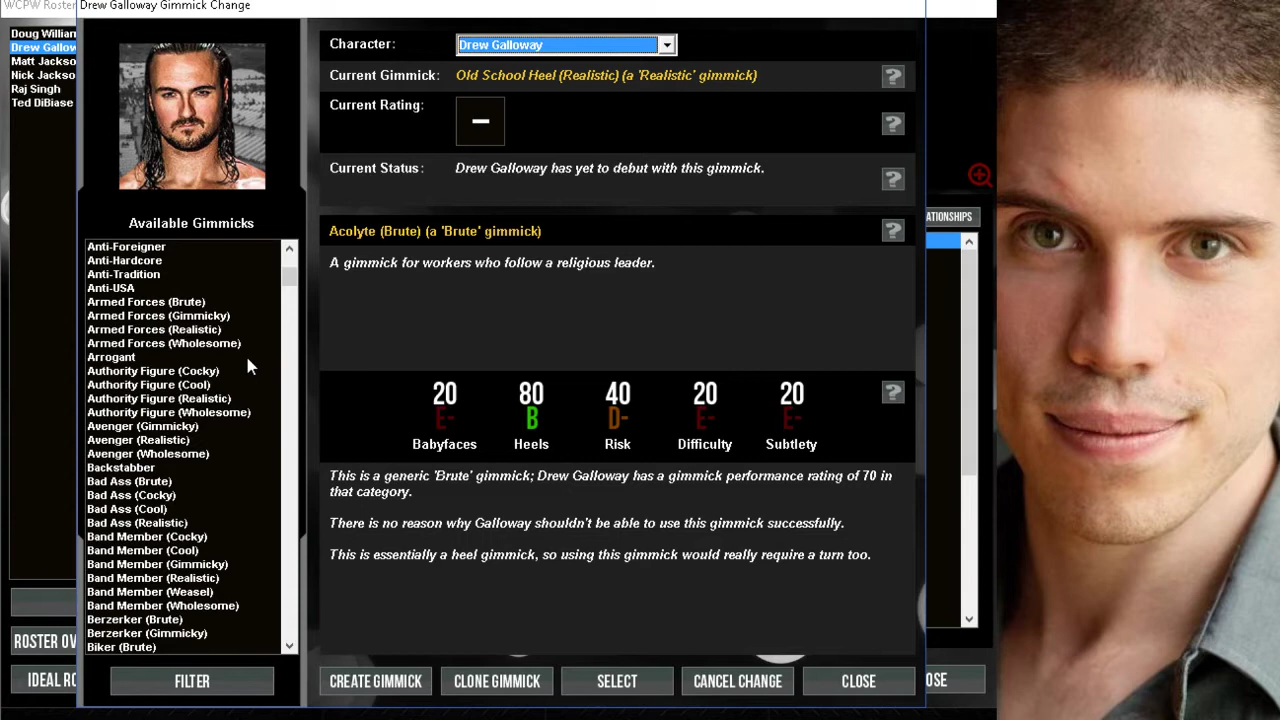 WCPW Roster
Drew Galloway Gimmick Change
Doug William
Drew Gallow
Matt Jackso
Nick Jackso
Raj Singh
Ted DiBiase
Character: Drew Galloway
Current Gimmick: Old School Heel (Realistic) (a 'Realistic' gimmick) ?
Current Rating: – ?
Current Status: Drew Galloway has yet to debut with this gimmick. ?
Available Gimmicks
Anti-Foreigner
Anti-Hardcore
Anti-Tradition
Anti-USA
Armed Forces (Brute)
Armed Forces (Gimmicky)
Armed Forces (Realistic)
Armed Forces (Wholesome)
Arrogant
Authority Figure (Cocky)
Authority Figure (Cool)
Authority Figure (Realistic)
Authority Figure (Wholesome)
Avenger (Gimmicky)
Avenger (Realistic)
Avenger (Wholesome)
Backstabber
Bad Ass (Brute)
Bad Ass (Cocky)
Bad Ass (Cool)
Bad Ass (Realistic)
Band Member (Cocky)
Band Member (Cool)
Band Member (Gimmicky)
Band Member (Realistic)
Band Member (Weasel)
Band Member (Wholesome)
Berzerker (Brute)
Berzerker (Gimmicky)
Biker (Brute)
Acolyte (Brute) (a 'Brute' gimmick) ?
A gimmick for workers who follow a religious leader.
20 80 40 20 20 ?
E- B D- E- E-
Babyfaces Heels Risk Difficulty Subtlety
This is a generic 'Brute' gimmick; Drew Galloway has a gimmick performance rating of 70 in
that category.
There is no reason why Galloway shouldn't be able to use this gimmick successfully.
This is essentially a heel gimmick, so using this gimmick would really require a turn too.
ATIONSHIPS
ROSTER OV
IDEAL RO
FILTER
CREATE GIMMICK
CLONE GIMMICK
SELECT
CANCEL CHANGE
CLOSE
OSE